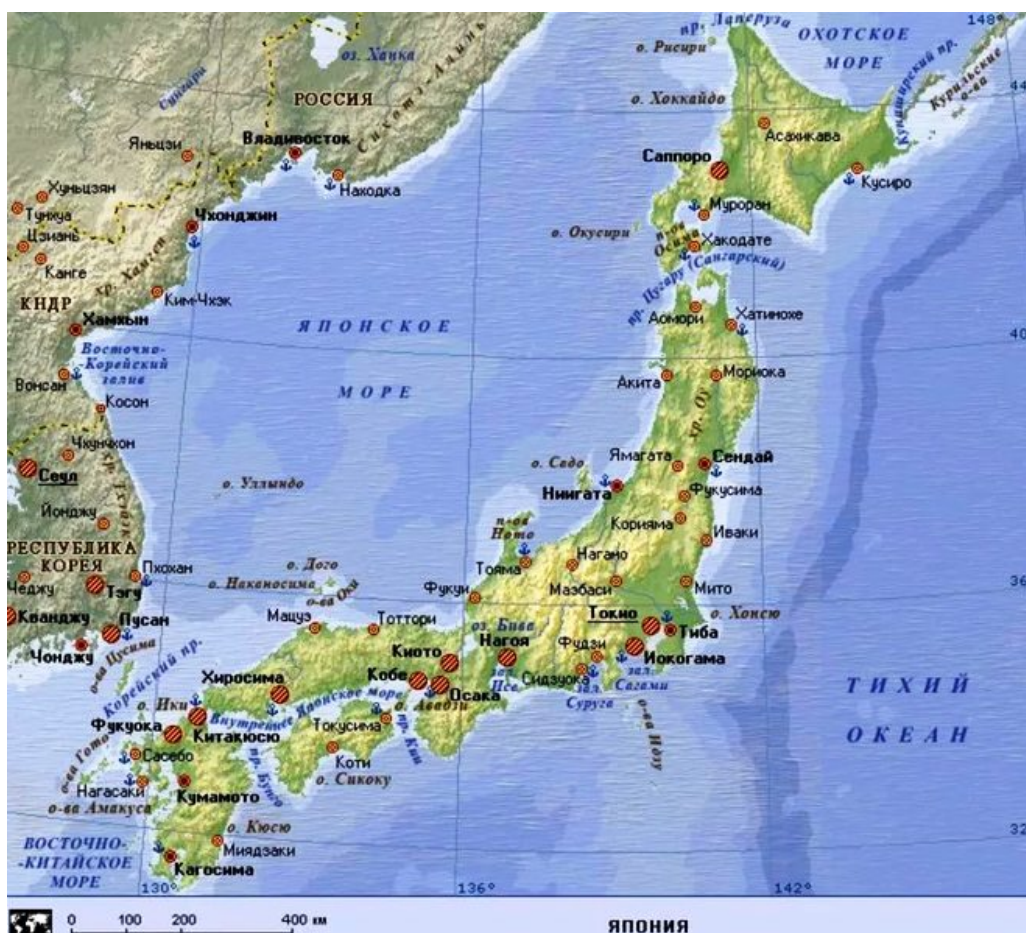 пр. Лаперуза
148°
о. Рисири
ОХОТСКОЕ
МОРЕ
оз. Ханка
Кунаширский пр.
Курильские
о-ва
Сунгари
РОССИЯ
Сихотэ-Алинь
44
о. Хоккайдо
Асахикава
Владивосток
Яньцзи
Саппоро
Находка
Кусиро
Хуньцзян
Тунхуа
Муроран
Чхонджин
Цзиань
о. Окусири
п-ов
Осима
Хакодате
Канге
хр. Хамген
пр. Цугару (Сангарский)
Ким-Чхэк
КНДР
Аомори
Хатинохе
Хамхын
ЯПОНСКОЕ
МОРЕ
40
Восточно-
-Корейский
залив
Вонсан
Акита
Мориока
Косон
хр. Оу
Чхунчхон
Сеул
о. Садо
Ямагата
Сендай
Ниигата
о. Уллындо
Фукусима
Йонджу
Корияма
п-ов
Ното
Иваки
РЕСПУБЛИКА
КОРЕЯ
Нагано
Тояма
о. Дого
Пхохан
о. Наканосима
о-ва Оки
36
Чеджу
Тэгу
Фукуи
Маэбаси
Мито
Кванджу
Пусан
Мацуэ
Тоттори
оз. Бива
Токио
о. Хонсю
Тиба
Нагоя
Фудзи
Чонджу
о-ва Цусима
Корейский пр.
Киото
Иокогама
Хиросима
Кобе
Осака
зал.
Исе
Сидзуока
зал.
Сагами
зал.
Суруга
ТИХИЙ
ОКЕАН
о. Ики
Внутреннее Японское море
о. Авадзи
Фукуока
Китакюсю
Токусима
пр. Кии
о-ва Идзу
о-ва Гото
Сасебо
Коти
пр. Бунго
о. Сикоку
Нагасаки
Кумамото
о-ва Амакуса
о. Кюсю
32
ВОСТОЧНО-
-КИТАЙСКОЕ
МОРЕ
Миядзаки
Кагосима
130°
136°
142°
0 100 200 400 км
ЯПОНИЯ